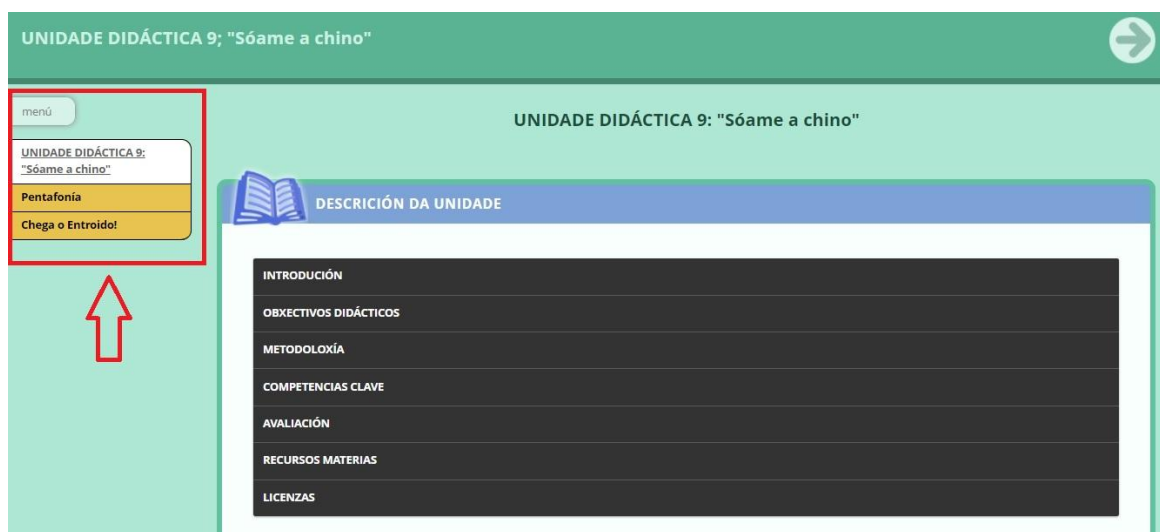 UNIDADE DIDÁCTICA 9; "Sóame a chino"
menú
UNIDADE DIDÁCTICA 9:
"Sóame a chino"
Pentafonía
Chega o Entroido!
UNIDADE DIDÁCTICA 9: "Sóame a chino"
DESCRICIÓN DA UNIDADE
INTRODUCIÓN
OBXECTIVOS DIDÁCTICOS
METODOLOXÍA
COMPETENCIAS CLAVE
AVALIACIÓN
RECURSOS MATERIAS
LICENZAS